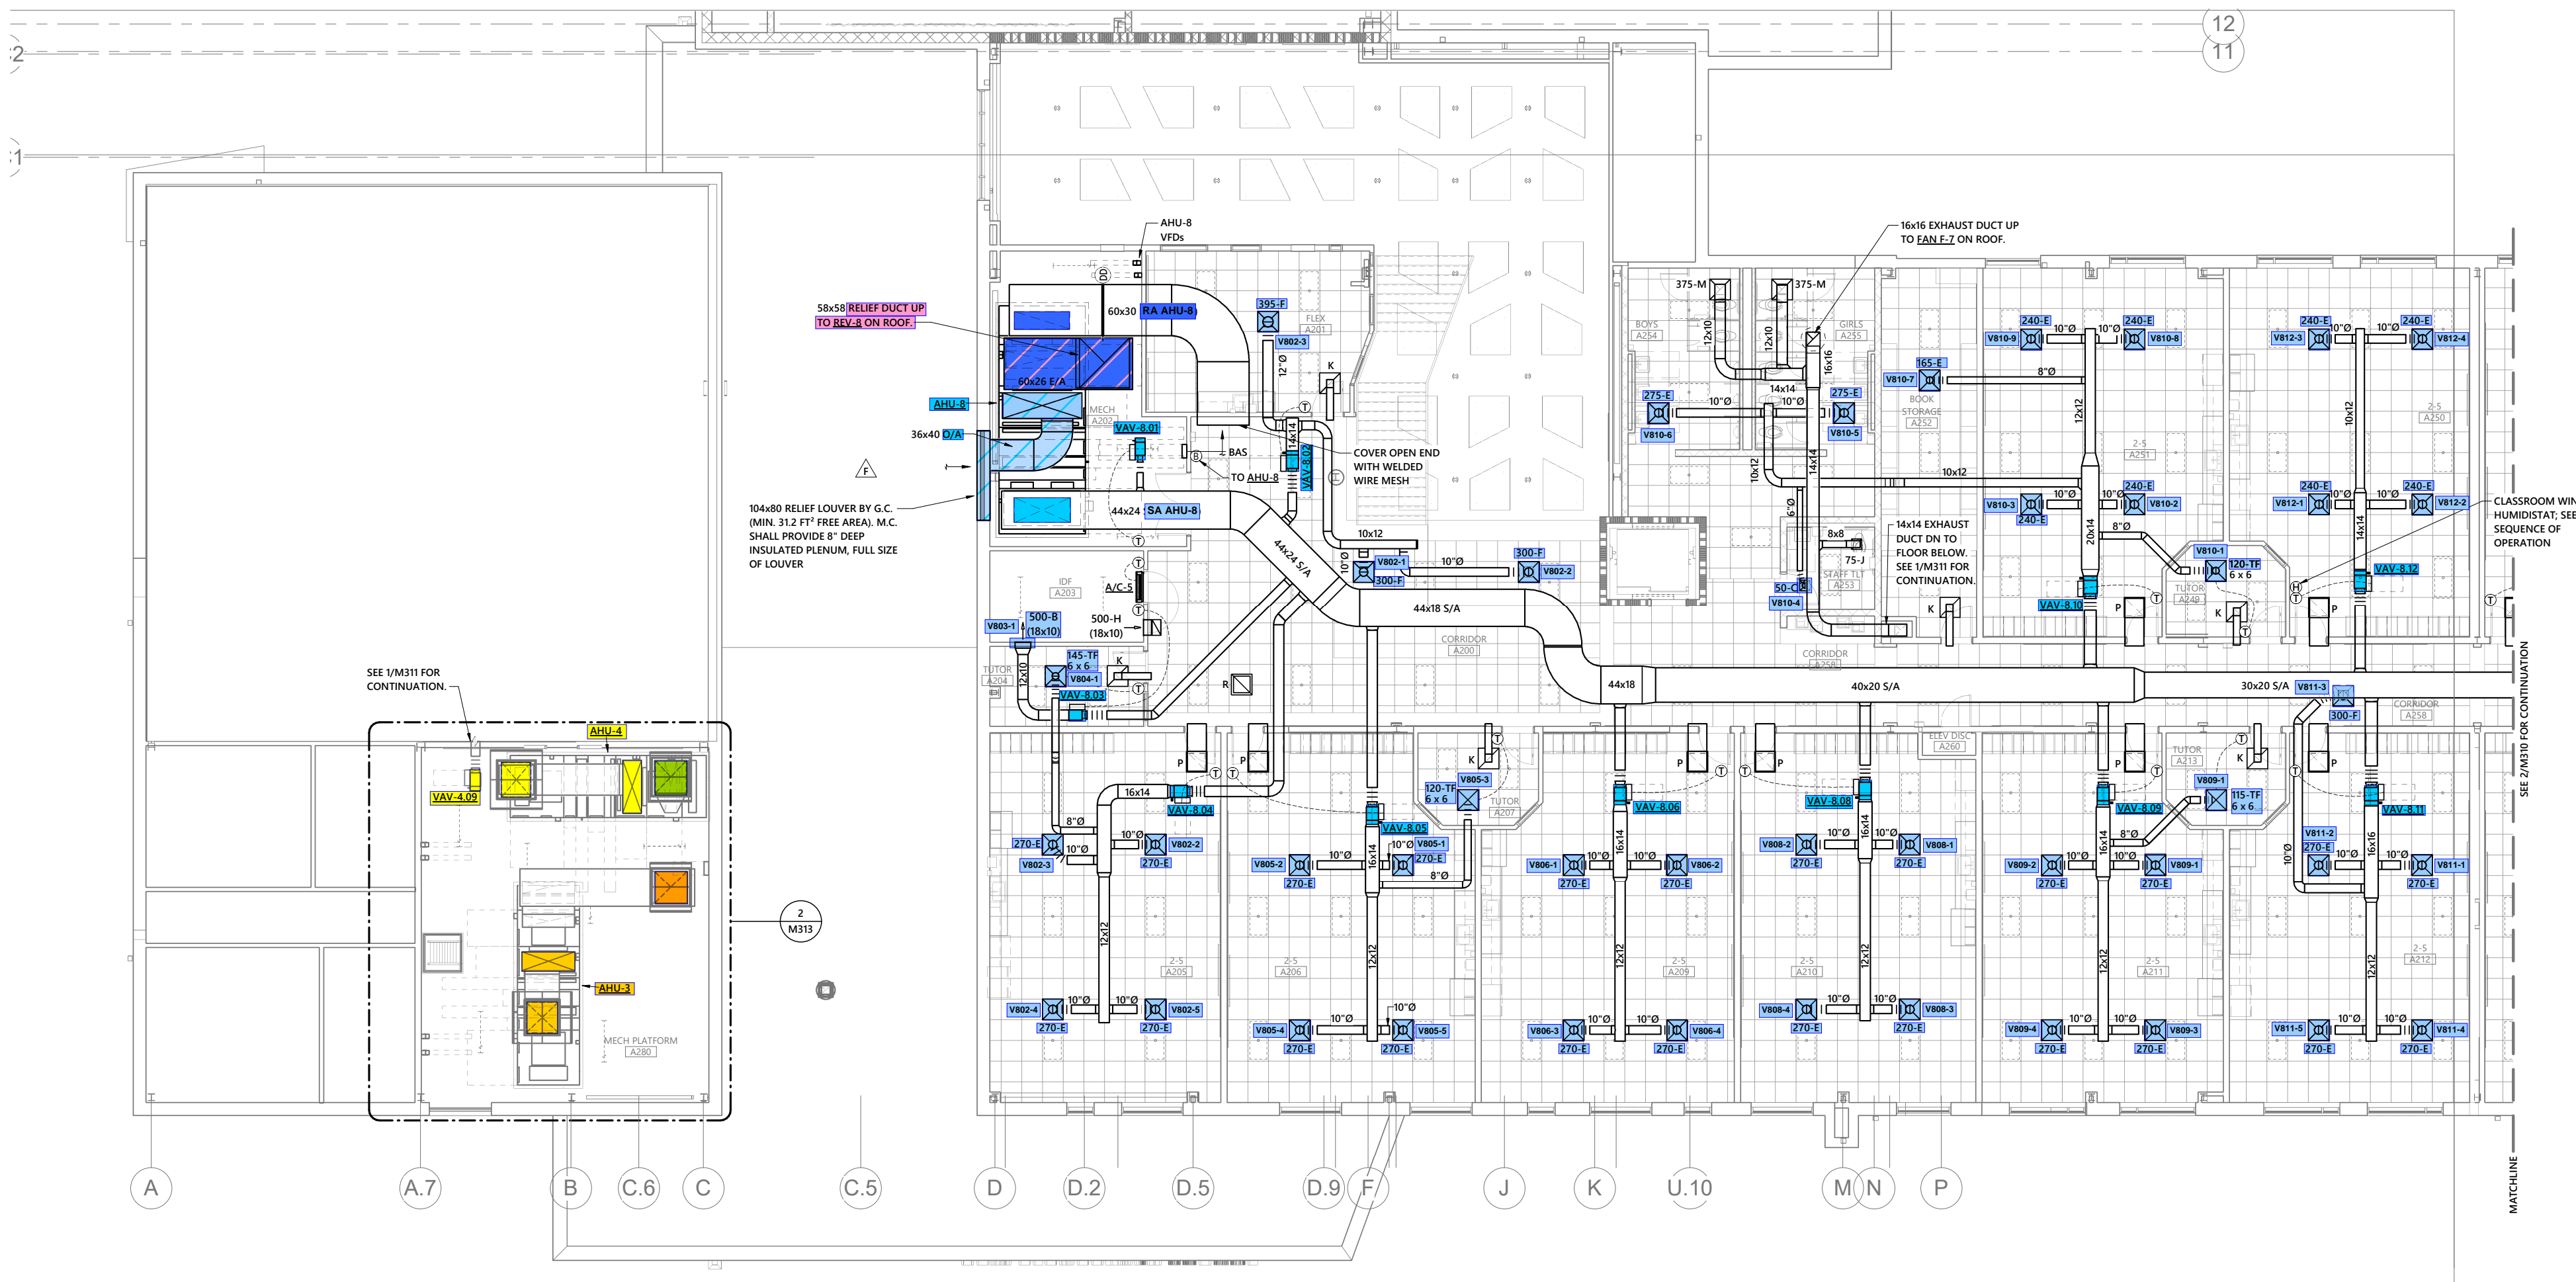 12
11
AHU-8
VFDs
16x16 EXHAUST DUCT UP
TO FAN F-7 ON ROOF.
58x58 RELIEF DUCT UP
TO REV-8 ON ROOF.
60x30 RA AHU-8
395-F
FLEX
A201
V802-3
12"Ø
K
60x26 E/A
AHU-8
MECH
A202
36x40 O/A
VAV-8.01
BAS
TO AHU-8
14x14
VAV-8.02
COVER OPEN END
WITH WELDED
WIRE MESH
F
104x80 RELIEF LOUVER BY G.C.
(MIN. 31.2 FT² FREE AREA). M.C.
SHALL PROVIDE 8" DEEP
INSULATED PLENUM, FULL SIZE
OF LOUVER
44x24
SA AHU-8
44x24 S/A
10x12
10"Ø
V802-1
300-F
10"Ø
300-F
V802-2
44x18 S/A
CORRIDOR
A200
375-M
375-M
12x10
12x10
BOYS
A254
GIRLS
A255
16x16
14x14
275-E
10"Ø
10"Ø
275-E
V810-6
V810-5
10x12
14x14
10x12
6"Ø
8x8
75-J
STAFF TLT
A253
50-C
V810-4
14x14 EXHAUST
DUCT DN TO
FLOOR BELOW.
SEE 1/M311 FOR
CONTINUATION.
165-E
V810-7
8"Ø
BOOK
STORAGE
A252
240-E
V810-9
10"Ø
10"Ø
240-E
V810-8
12x12
2-5
A251
V810-3
240-E
10"Ø
10"Ø
240-E
V810-2
20x14
8"Ø
V810-1
120-TF
6 x 6
TUTOR
A249
VAV-8.10
K
P
K
P
240-E
V812-3
10"Ø
10"Ø
240-E
V812-4
10x12
2-5
A250
240-E
V812-1
10"Ø
10"Ø
240-E
V812-2
14x14
VAV-8.12
CLASSROOM WIN
HUMIDISTAT; SEE
SEQUENCE OF
OPERATION
IDF
A203
A/C-5
500-B
(18x10)
V803-1
500-H
(18x10)
145-TF
6 x 6
V804-1
VAV-8.03
TUTOR
A204
12x10
K
R
44x18
40x20 S/A
30x20 S/A
CORRIDOR
A258
V811-3
300-F
CORRIDOR
A258
SEE 2/M310 FOR CONTINUATION
MATCHLINE
SEE 1/M311 FOR
CONTINUATION.
AHU-4
VAV-4.09
AHU-3
MECH PLATFORM
A280
2
M313
P
P
16x14
VAV-8.04
8"Ø
10"Ø
270-E
V802-3
10"Ø
V802-2
270-E
12x12
2-5
A205
V802-4
270-E
10"Ø
10"Ø
V802-5
270-E
VAV-8.05
V805-1
10"Ø
270-E
V805-2
270-E
10"Ø
16x14
8"Ø
12x12
2-5
A206
V805-4
270-E
10"Ø
10"Ø
V805-5
270-E
K
V805-3
120-TF
6 x 6
TUTOR
A207
VAV-8.06
P
16x14
V806-1
270-E
10"Ø
10"Ø
V806-2
270-E
12x12
2-5
A209
V806-3
270-E
10"Ø
10"Ø
V806-4
270-E
P
ELEV DISC
A260
VAV-8.08
16x14
V808-2
270-E
10"Ø
10"Ø
V808-1
270-E
12x12
2-5
A210
V808-4
270-E
10"Ø
10"Ø
V808-3
270-E
P
TUTOR
A213
K
V809-1
115-TF
6 x 6
VAV-8.09
16x14
8"Ø
V809-2
270-E
10"Ø
10"Ø
V809-1
270-E
12x12
2-5
A211
V809-4
270-E
10"Ø
10"Ø
V809-3
270-E
P
VAV-8.11
V811-2
270-E
10"Ø
10"Ø
10"Ø
16x16
V811-1
270-E
12x12
2-5
A212
V811-5
270-E
10"Ø
10"Ø
V811-4
270-E
A
A.7
B
C.6
C
C.5
D
D.2
D.5
D.9
F
J
K
U.10
M
N
P